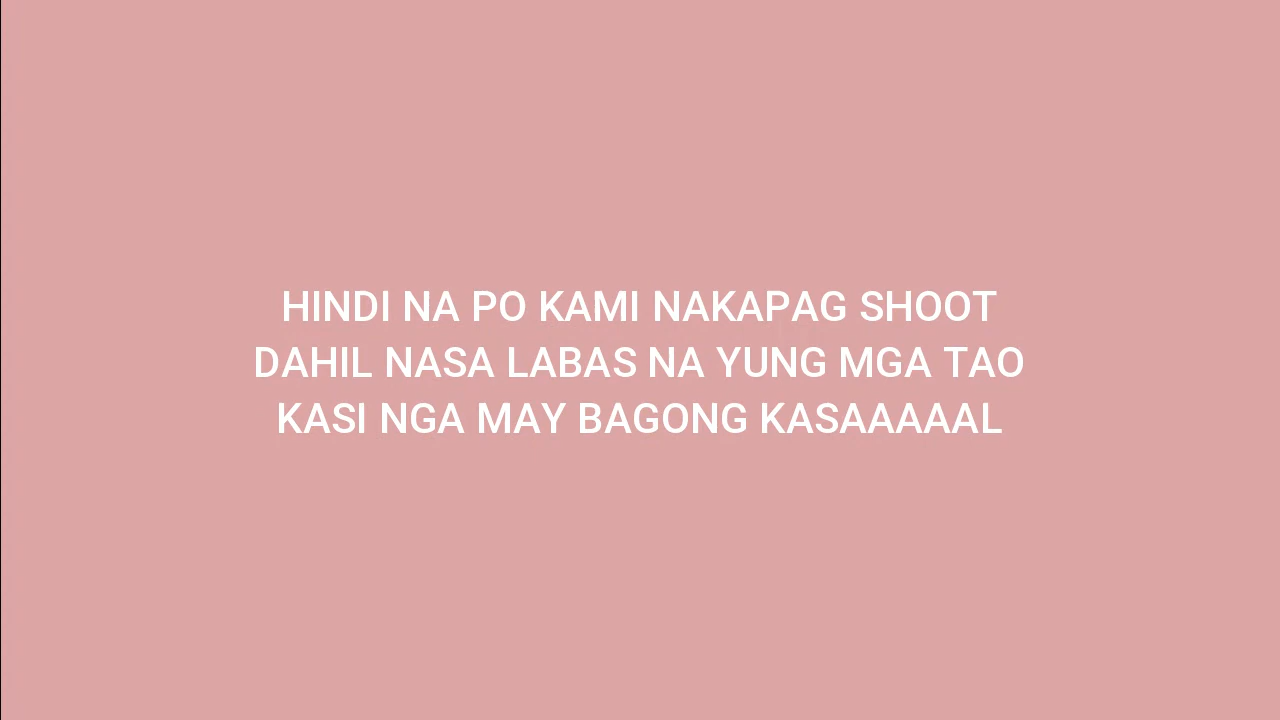 HINDI NA PO KAMI NAKAPAG SHOOT
DAHIL NASA LABAS NA YUNG MGA TAO
KASI NGA MAY BAGONG KASAAAAAL